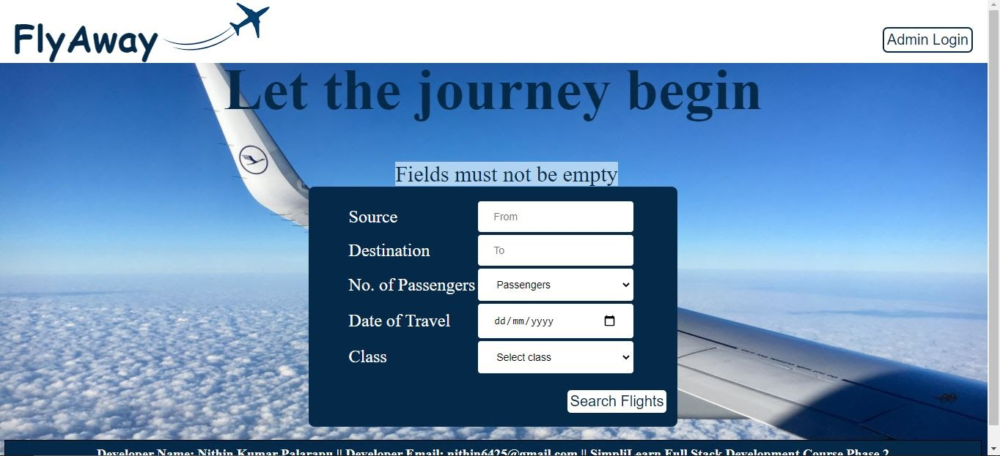 FlyAway
Admin Login
Let the journey begin
Fields must not be empty
Source
From
Destination
To
No. of Passengers
Passengers
Date of Travel
dd/mm/yyyy
Class
Select class
Search Flights
Developer Name: Nithin Kumar Palarapu || Developer Email: nithin6425@gmail.com || SimpliLearn Full Stack Development Course Phase 2